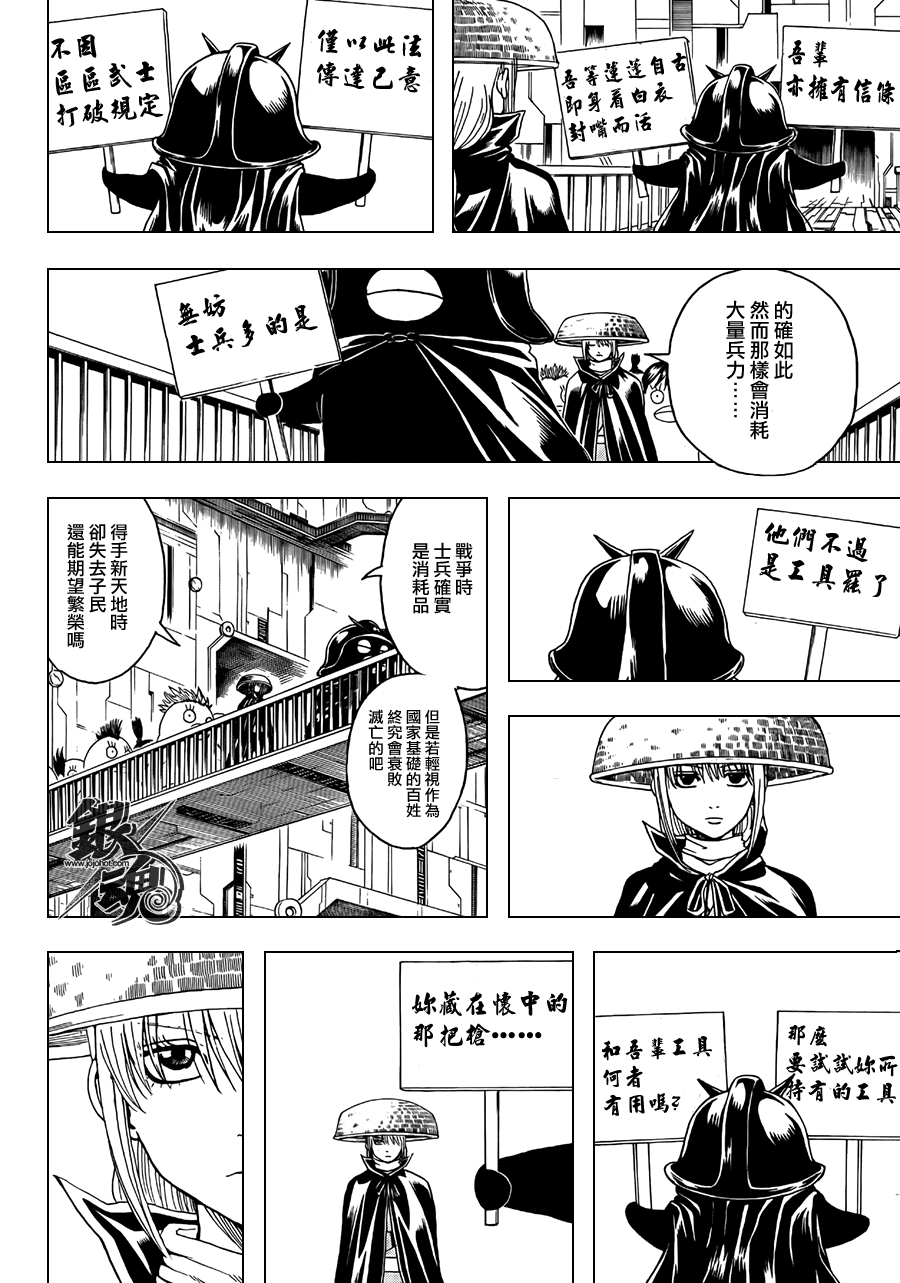 吾輩
亦擁有信條
吾等蓬蓬自古
即身着白衣
封嘴而活
僅以此法
傳達己意
不因
區區武士
打破規定
的確如此
然而那樣會消耗
大量兵力……
無妨
士兵多的是
他們不過
是工具罷了
戰爭時
士兵確實
是消耗品
但是若輕視作為
國家基礎的百姓
終究會衰敗
滅亡的吧
得手新天地時
卻失去子民
還能期望繁榮嗎
銀魂
www.jojohot.com
那麼
要試試妳所
持有的工具
和吾輩工具
何者
有用嗎？
妳藏在懷中的
那把槍……